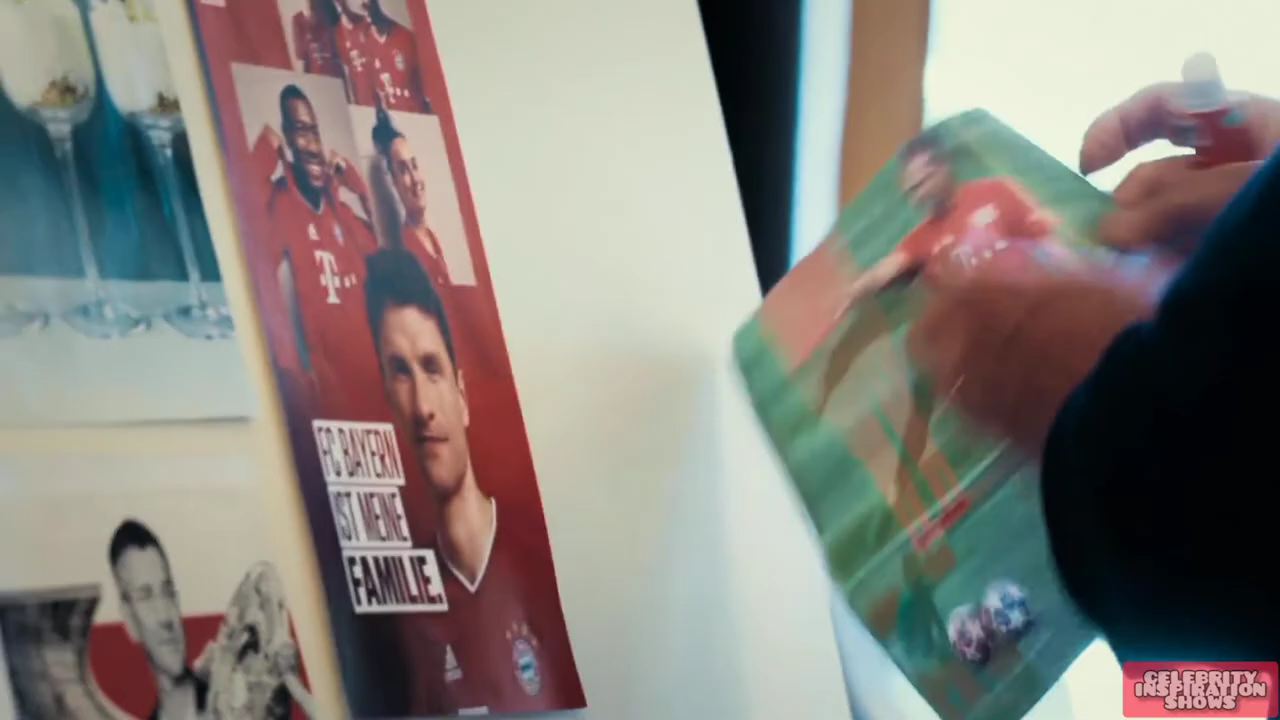 FC BAYERN
IST MEINE
FAMILIE.
T
CELEBRITY
INSPIRATION
SHOWS